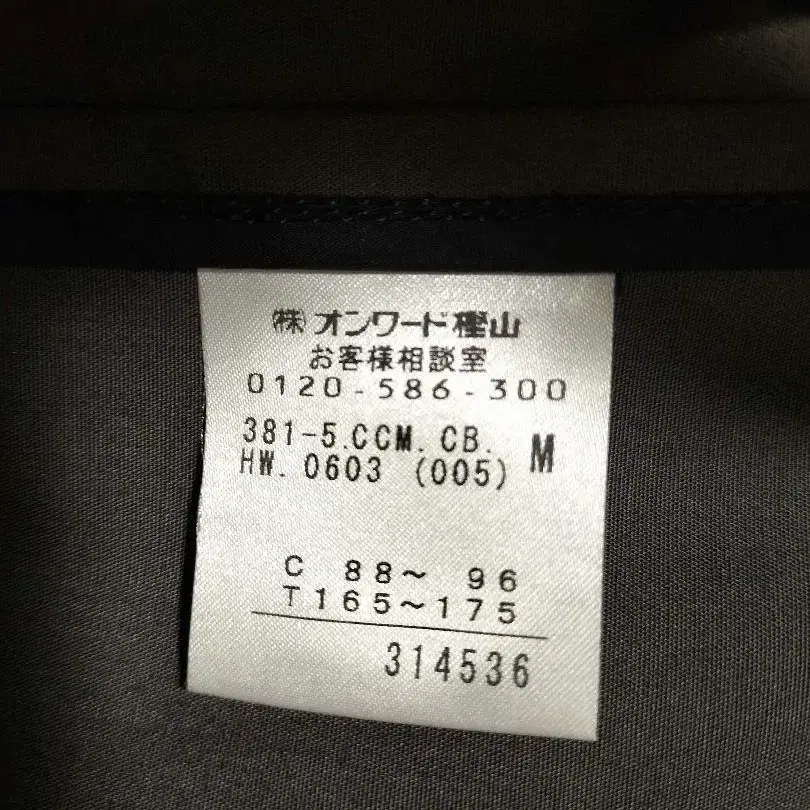 ㈱オンワード樫山
お客様相談室
0120-586-300
381-5.CCM.CB. M
HW.0603 (005)
C 88～ 96
T165～175
314536